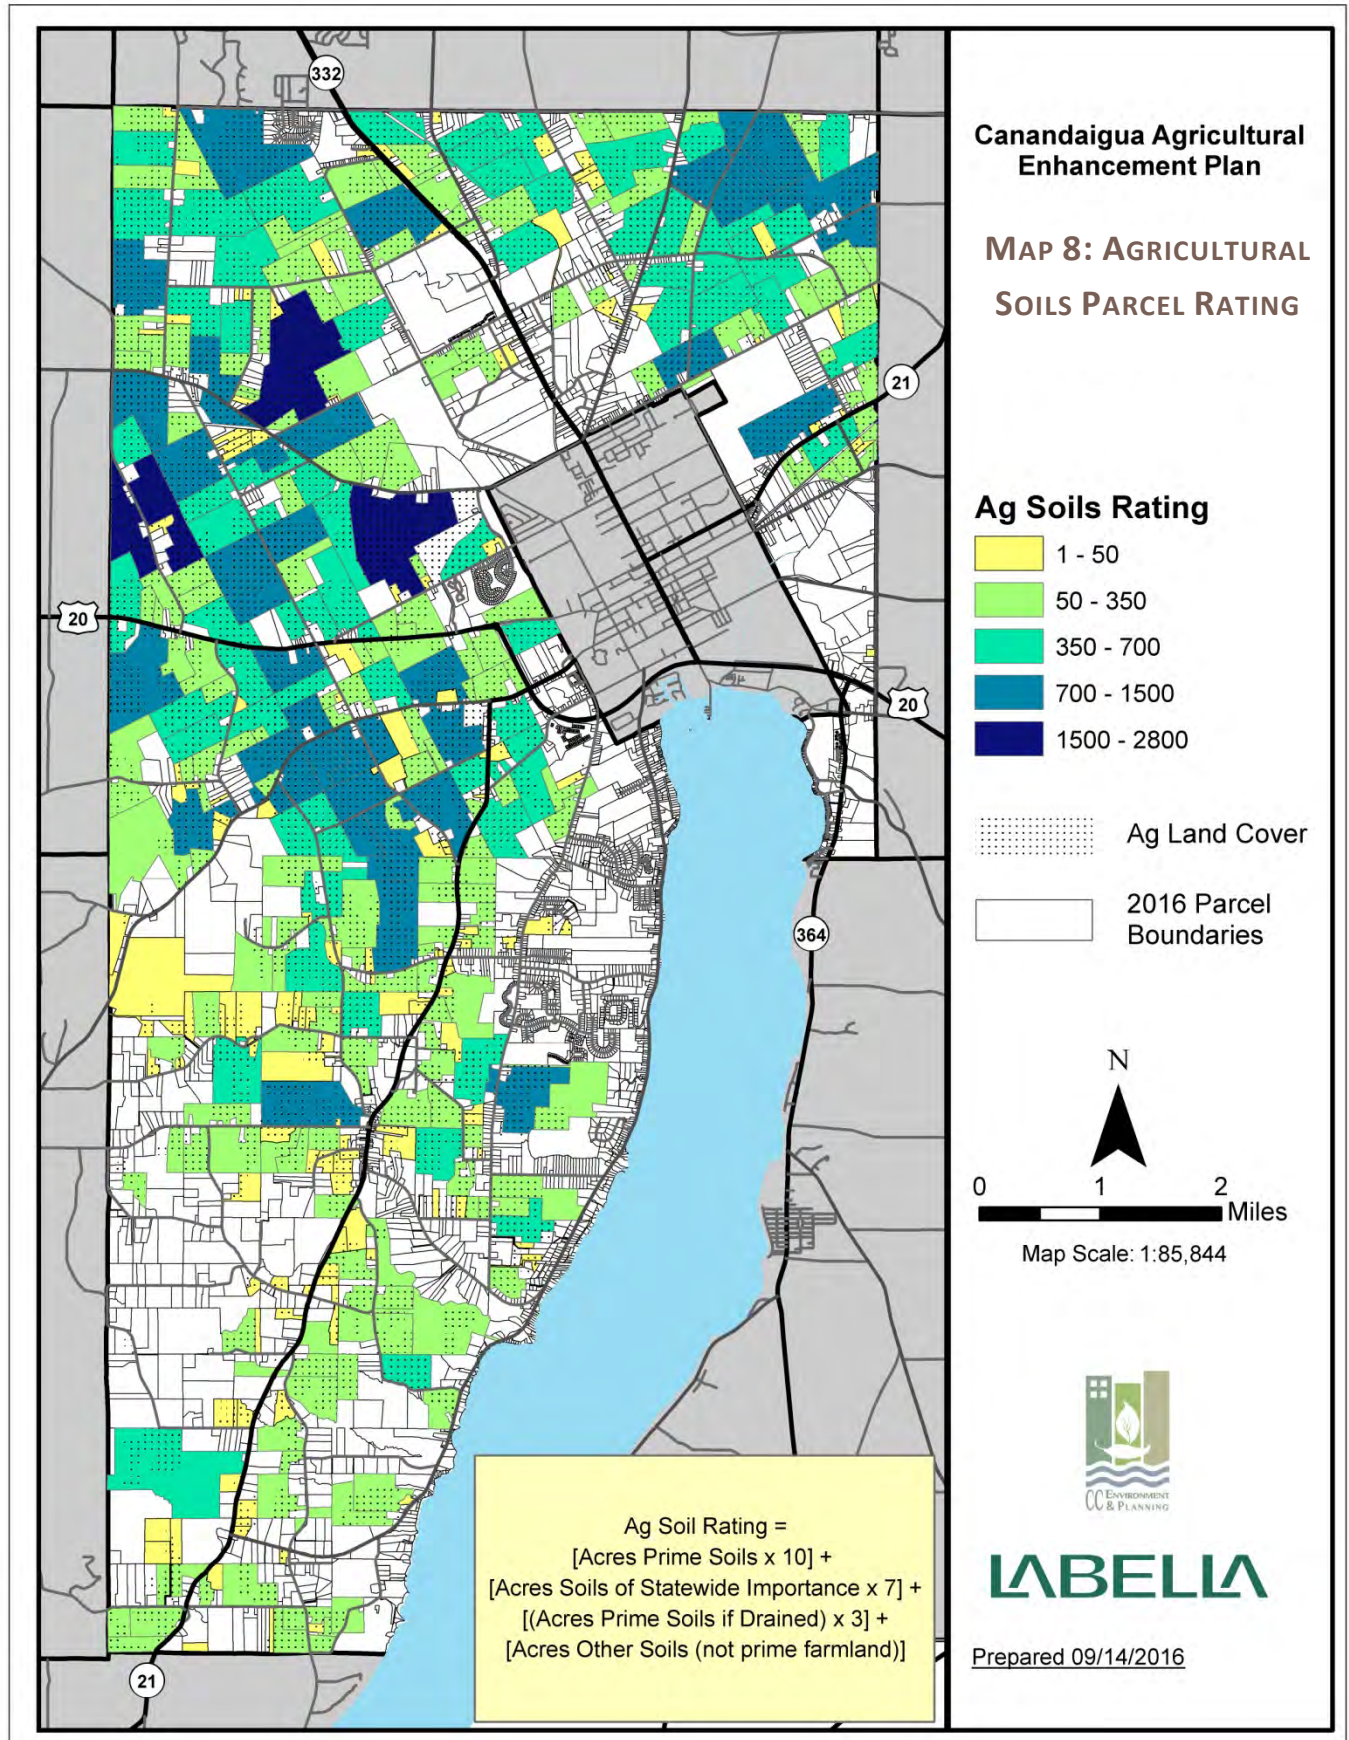 Canandaigua Agricultural
Enhancement Plan
MAP 8: AGRICULTURAL
SOILS PARCEL RATING
Ag Soils Rating
1 - 50
50 - 350
350 - 700
700 - 1500
1500 - 2800
Ag Land Cover
2016 Parcel
Boundaries
N
0 1 2
Miles
Map Scale: 1:85,844
CC ENVIRONMENT
& PLANNING
LABELLA
Prepared 09/14/2016
332
21
20
20
364
21
Ag Soil Rating =
[Acres Prime Soils x 10] +
[Acres Soils of Statewide Importance x 7] +
[(Acres Prime Soils if Drained) x 3] +
[Acres Other Soils (not prime farmland)]